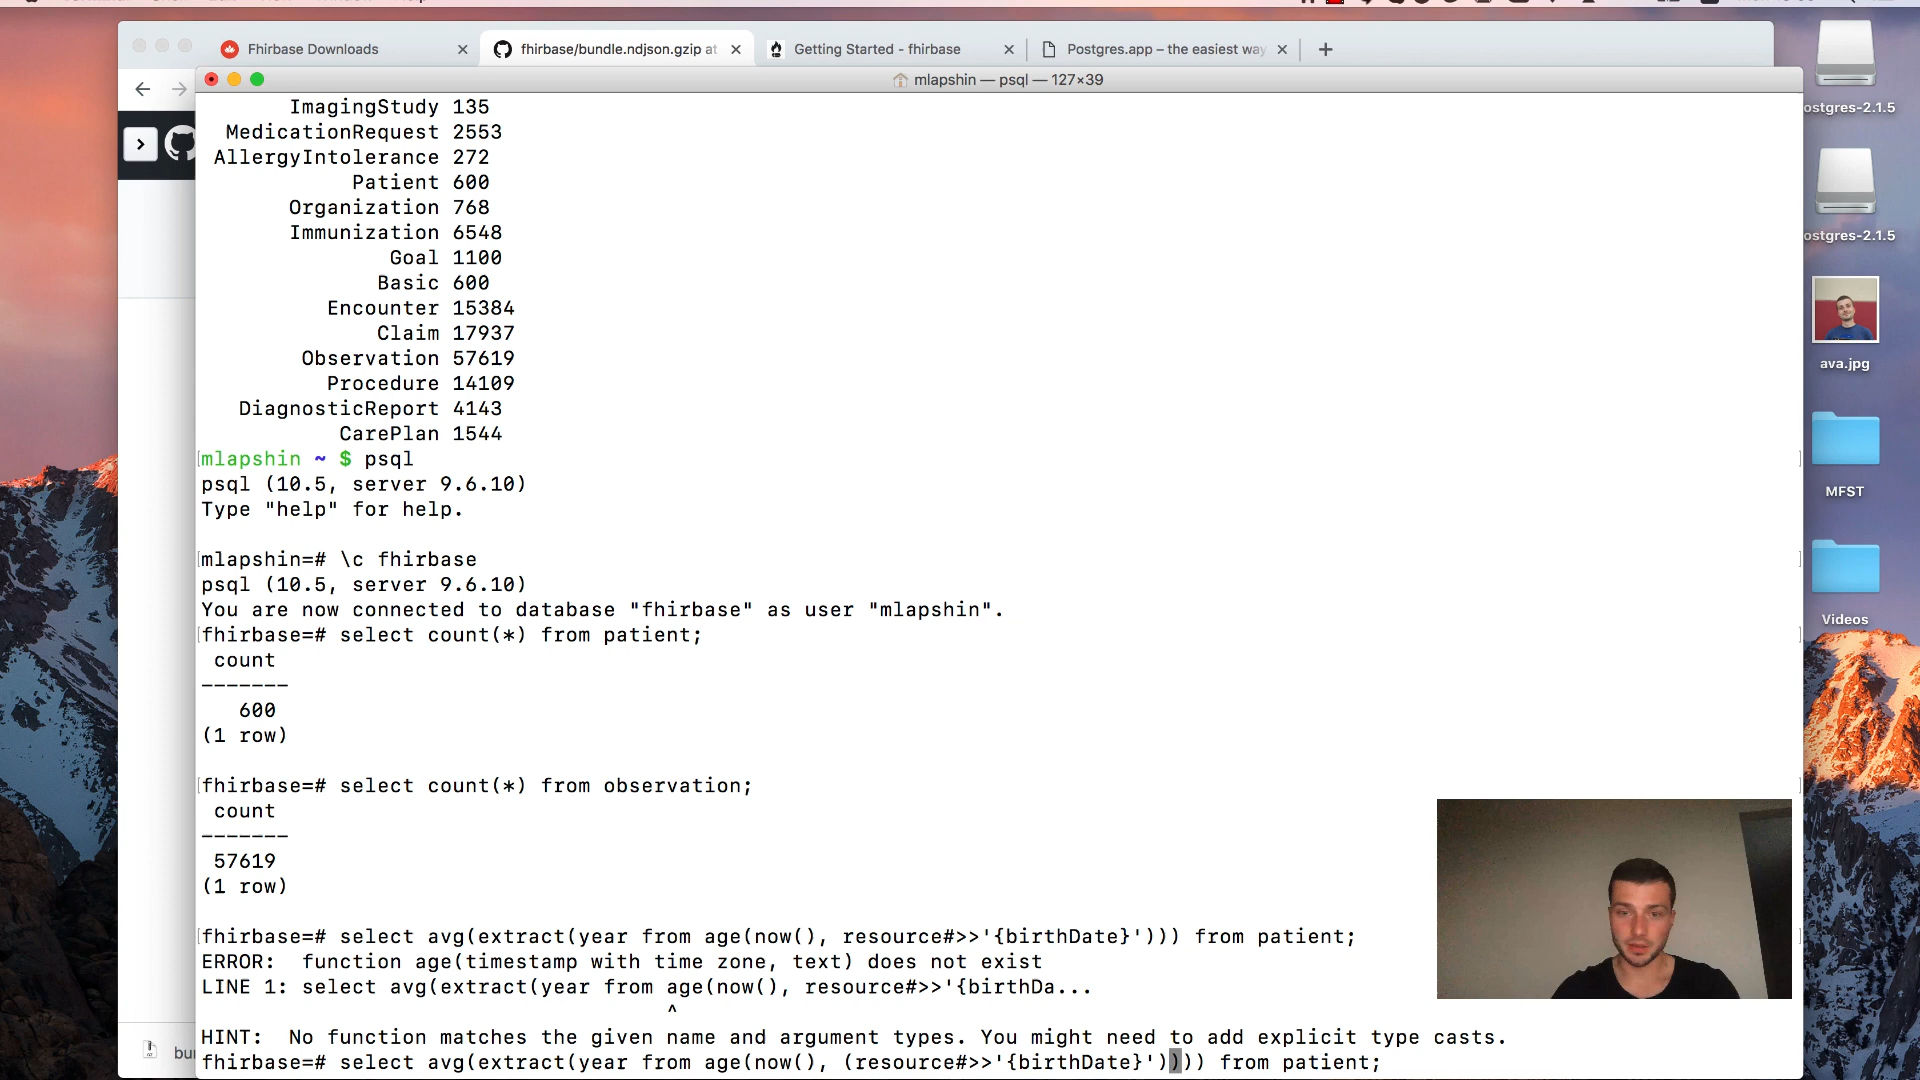 Fhirbase Downloads
fhirbase/bundle.ndjson.gzip at
Getting Started - fhirbase
Postgres.app – the easiest way
mlapshin — psql — 127×39
ImagingStudy 135
MedicationRequest 2553
AllergyIntolerance 272
Patient 600
Organization 768
Immunization 6548
Goal 1100
Basic 600
Encounter 15384
Claim 17937
Observation 57619
Procedure 14109
DiagnosticReport 4143
CarePlan 1544
mlapshin ~ $ psql
psql (10.5, server 9.6.10)
Type "help" for help.
mlapshin=# \c fhirbase
psql (10.5, server 9.6.10)
You are now connected to database "fhirbase" as user "mlapshin".
fhirbase=# select count(*) from patient;
count
-------
600
(1 row)
fhirbase=# select count(*) from observation;
count
-------
57619
(1 row)
fhirbase=# select avg(extract(year from age(now(), resource#>>'{birthDate}'))) from patient;
ERROR:  function age(timestamp with time zone, text) does not exist
LINE 1: select avg(extract(year from age(now(), resource#>>'{birthDa...
^
HINT:  No function matches the given name and argument types. You might need to add explicit type casts.
fhirbase=# select avg(extract(year from age(now(), (resource#>>'{birthDate}')))) from patient;
ostgres-2.1.5
ostgres-2.1.5
ava.jpg
MFST
Videos